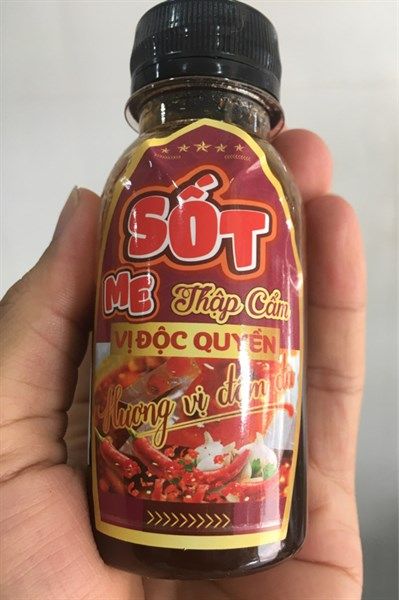 SỐT
ME Thập Cẩm
VỊ ĐỘC QUYỀN
Hương vị đậm đà